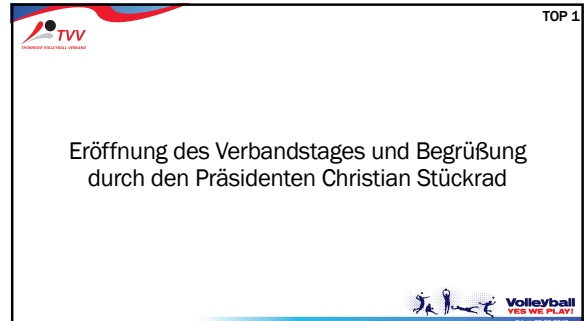 TOP 1
TVV
THÜRINGER VOLLEYBALL-VERBAND
Eröffnung des Verbandstages und Begrüßung
durch den Präsidenten Christian Stückrad
Volleyball
YES WE PLAY!